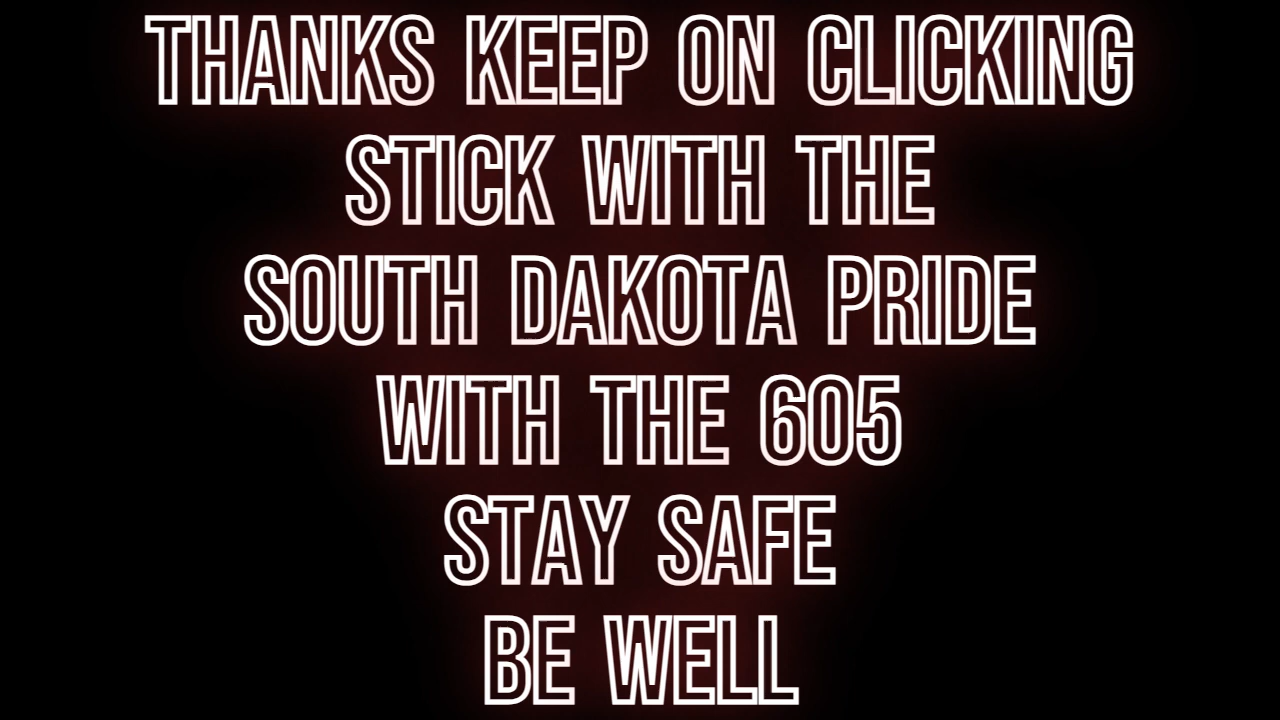 THANKS KEEP ON CLICKING
STICK WITH THE
SOUTH DAKOTA PRIDE
WITH THE 605
STAY SAFE
BE WELL